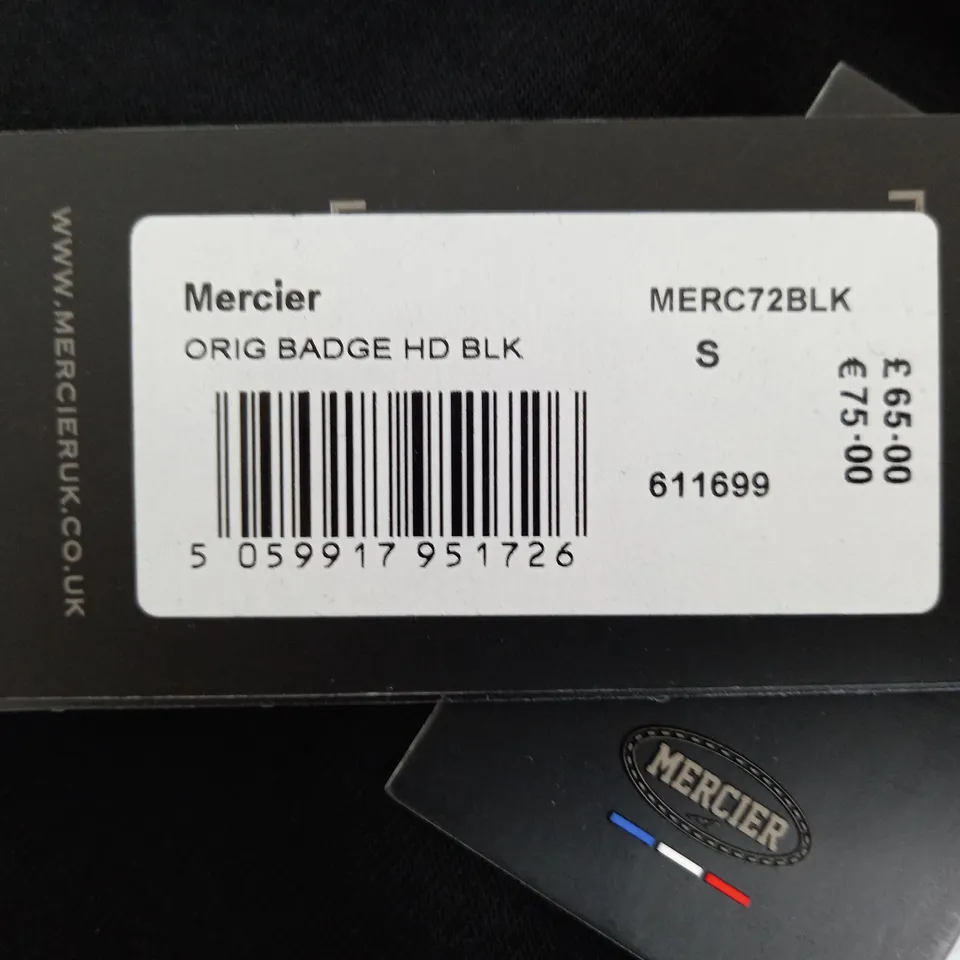 WWW.MERCIERUK.CO.UK
Mercier
MERC72BLK
ORIG BADGE HD BLK
S
£65.00
€75.00
611699
5 059917 951726
MERCIER